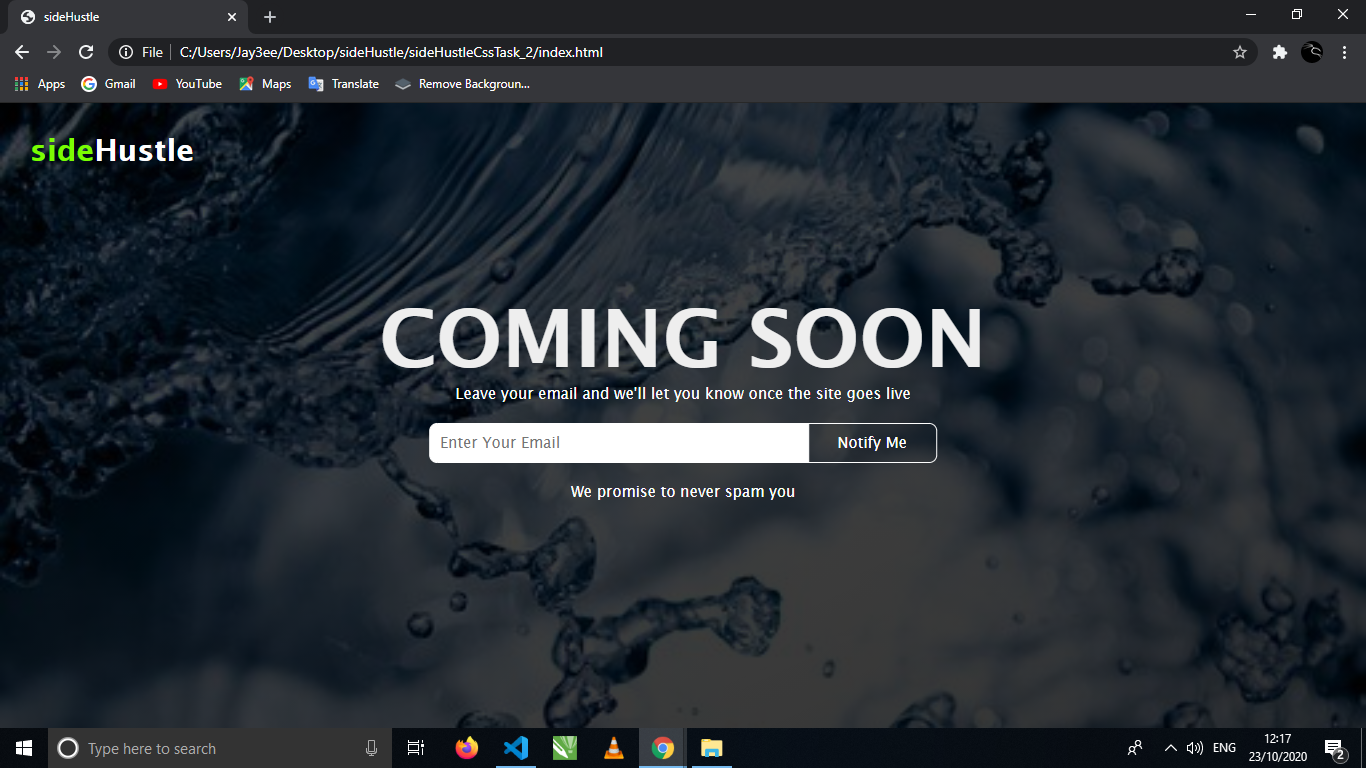 sideHustle
File
C:/Users/Jay3ee/Desktop/sideHustle/sideHustleCssTask_2/index.html
Apps Gmail YouTube Maps Translate Remove Backgroun...
sideHustle
COMING SOON
Leave your email and we'll let you know once the site goes live
Enter Your Email Notify Me
We promise to never spam you
Type here to search
ENG
12:17
23/10/2020
2